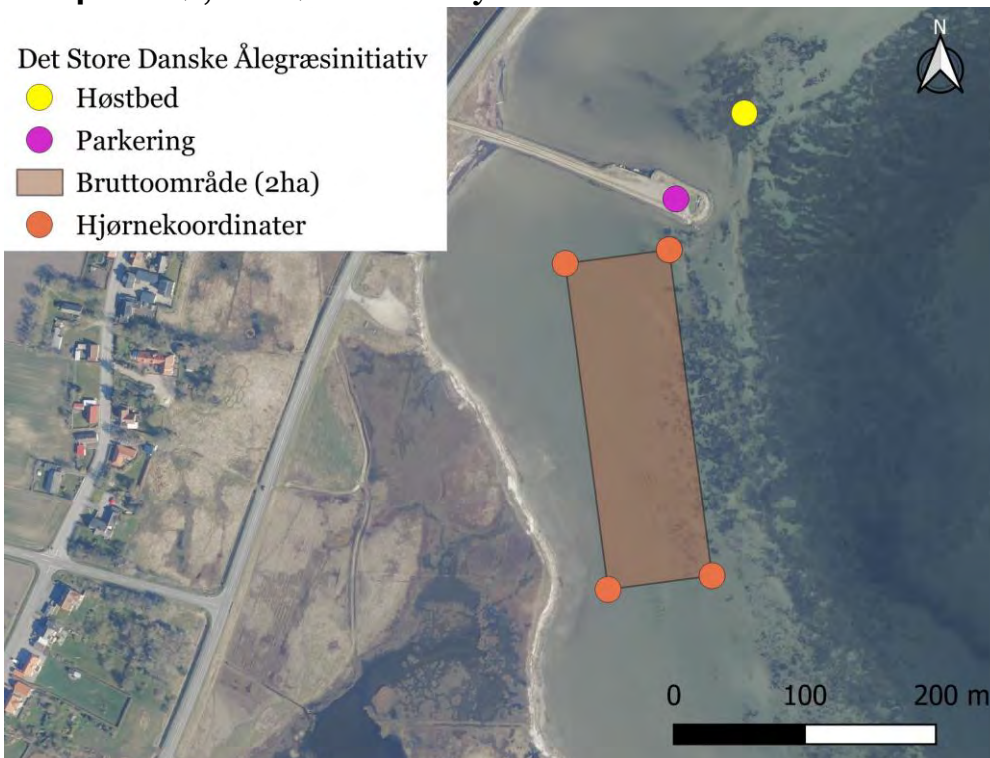 Det Store Danske Ålegræsinitiativ
Høstbed
Parkering
Bruttoområde (2ha)
Hjørnekoordinater
N
0 100 200 m